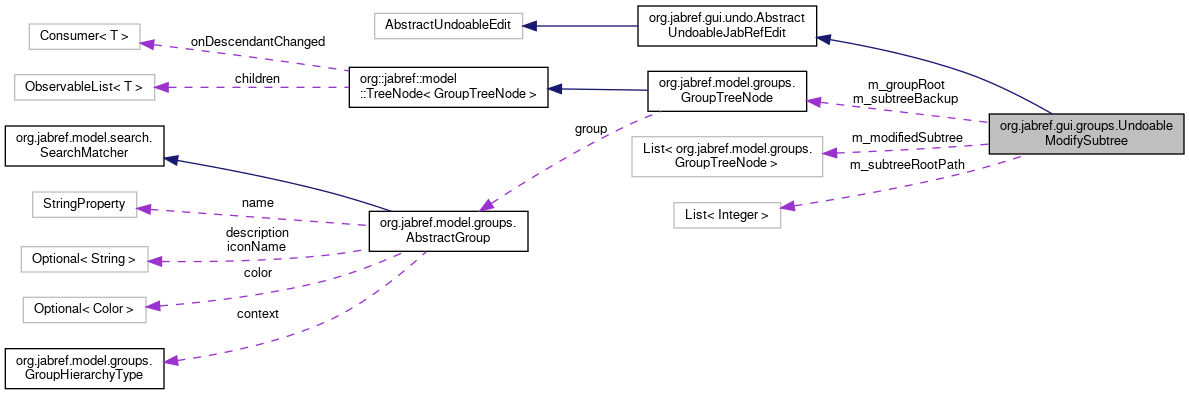 Consumer< T >
onDescendantChanged
AbstractUndoableEdit
org.jabref.gui.undo.Abstract
UndoableJabRefEdit
ObservableList< T >
children
org::jabref::model
::TreeNode< GroupTreeNode >
org.jabref.model.groups.
GroupTreeNode
m_groupRoot
m_subtreeBackup
org.jabref.gui.groups.Undoable
ModifySubtree
org.jabref.model.search.
SearchMatcher
group
List< org.jabref.model.groups.
GroupTreeNode >
m_modifiedSubtree
m_subtreeRootPath
StringProperty
name
List< Integer >
org.jabref.model.groups.
AbstractGroup
Optional< String >
description
iconName
Optional< Color >
color
context
org.jabref.model.groups.
GroupHierarchyType